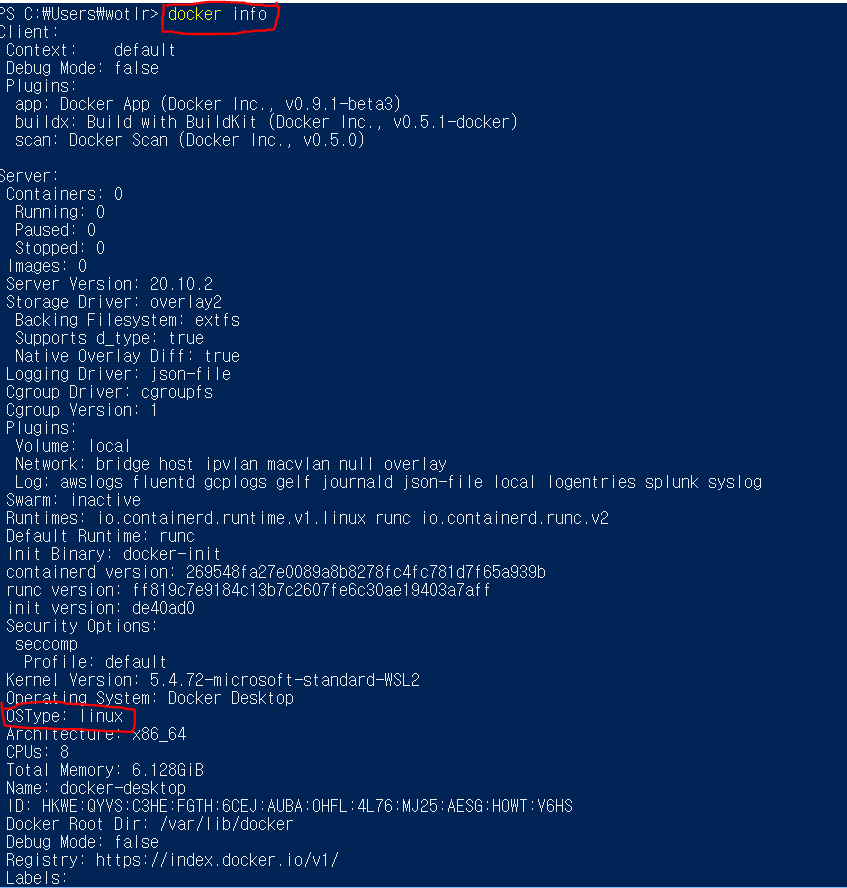 PS C:₩Users₩wotlr> docker info
Client:
 Context:    default
 Debug Mode: false
 Plugins:
  app: Docker App (Docker Inc., v0.9.1-beta3)
  buildx: Build with BuildKit (Docker Inc., v0.5.1-docker)
  scan: Docker Scan (Docker Inc., v0.5.0)

Server:
 Containers: 0
  Running: 0
  Paused: 0
  Stopped: 0
 Images: 0
 Server Version: 20.10.2
 Storage Driver: overlay2
  Backing Filesystem: extfs
  Supports d_type: true
  Native Overlay Diff: true
 Logging Driver: json-file
 Cgroup Driver: cgroupfs
 Cgroup Version: 1
 Plugins:
  Volume: local
  Network: bridge host ipvlan macvlan null overlay
  Log: awslogs fluentd gcplogs gelf journald json-file local logentries splunk syslog
 Swarm: inactive
 Runtimes: io.containerd.runtime.v1.linux runc io.containerd.runc.v2
 Default Runtime: runc
 Init Binary: docker-init
 containerd version: 269548fa27e0089a8b8278fc4fc781d7f65a939b
 runc version: ff819c7e9184c13b7c2607fe6c30ae19403a7aff
 init version: de40ad0
 Security Options:
  seccomp
   Profile: default
 Kernel Version: 5.4.72-microsoft-standard-WSL2
 Operating System: Docker Desktop
 OSType: linux
 Architecture: x86_64
 CPUs: 8
 Total Memory: 6.128GiB
 Name: docker-desktop
 ID: HKWE:QYYS:C3HE:FGTH:6CEJ:AUBA:OHFL:4L76:MJ25:AESG:HOWT:Y6HS
 Docker Root Dir: /var/lib/docker
 Debug Mode: false
 Registry: https://index.docker.io/v1/
 Labels: